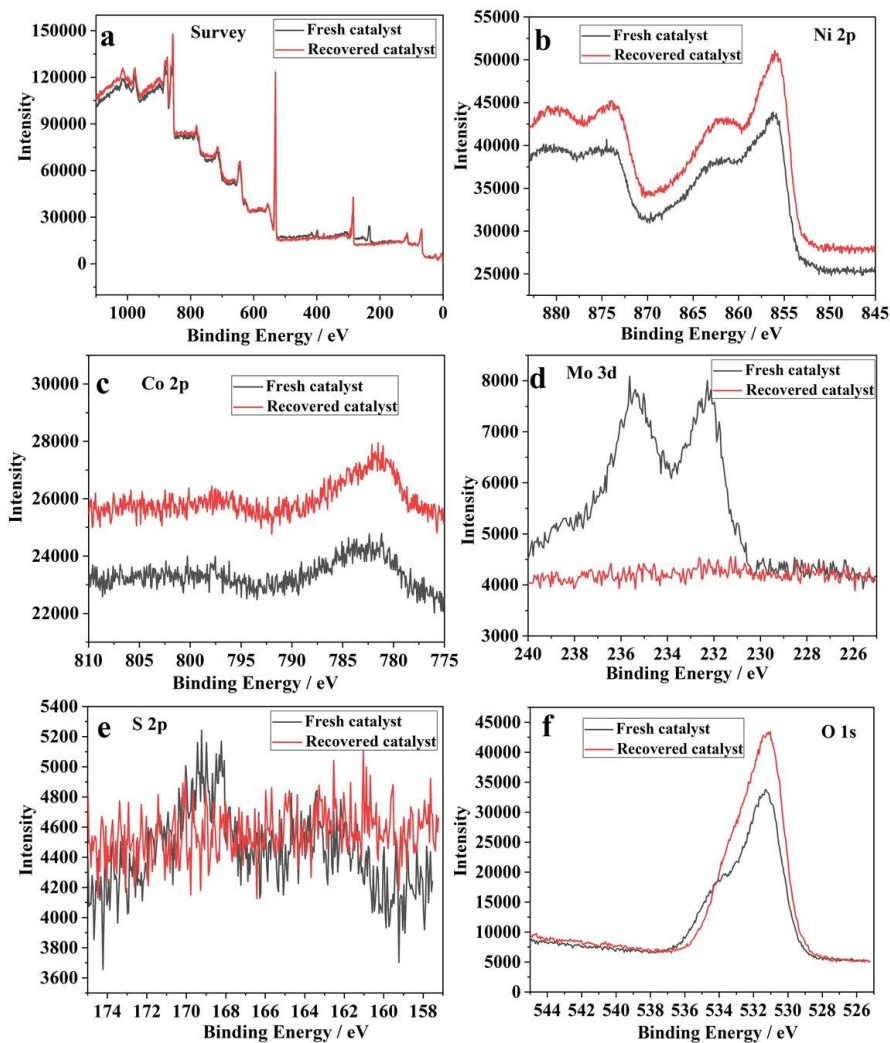 a Survey
Fresh catalyst
Recovered catalyst
Intensity
150000
120000
90000
60000
30000
0
1000 800 600 400 200 0
Binding Energy / eV
b Ni 2p
Fresh catalyst
Recovered catalyst
Intensity
50000
45000
40000
35000
30000
25000
880 875 870 865 860 855 850 845
Binding Energy / eV
c Co 2p
Fresh catalyst
Recovered catalyst
Intensity
30000
28000
26000
24000
22000
810 805 800 795 790 785 780 775
Binding Energy / eV
d Mo 3d
Fresh catalyst
Recovered catalyst
Intensity
8000
7000
6000
5000
4000
3000
240 238 236 234 232 230 228 226
Binding Energy / eV
e S 2p
Fresh catalyst
Recovered catalyst
Intensity
5400
5200
5000
4800
4600
4400
4200
4000
3800
3600
174 172 170 168 166 164 162 160 158
Binding Energy / eV
f O 1s
Fresh catalyst
Recovered catalyst
Intensity
45000
40000
35000
30000
25000
20000
15000
10000
5000
0
544 542 540 538 536 534 532 530 528 526
Binding Energy / eV